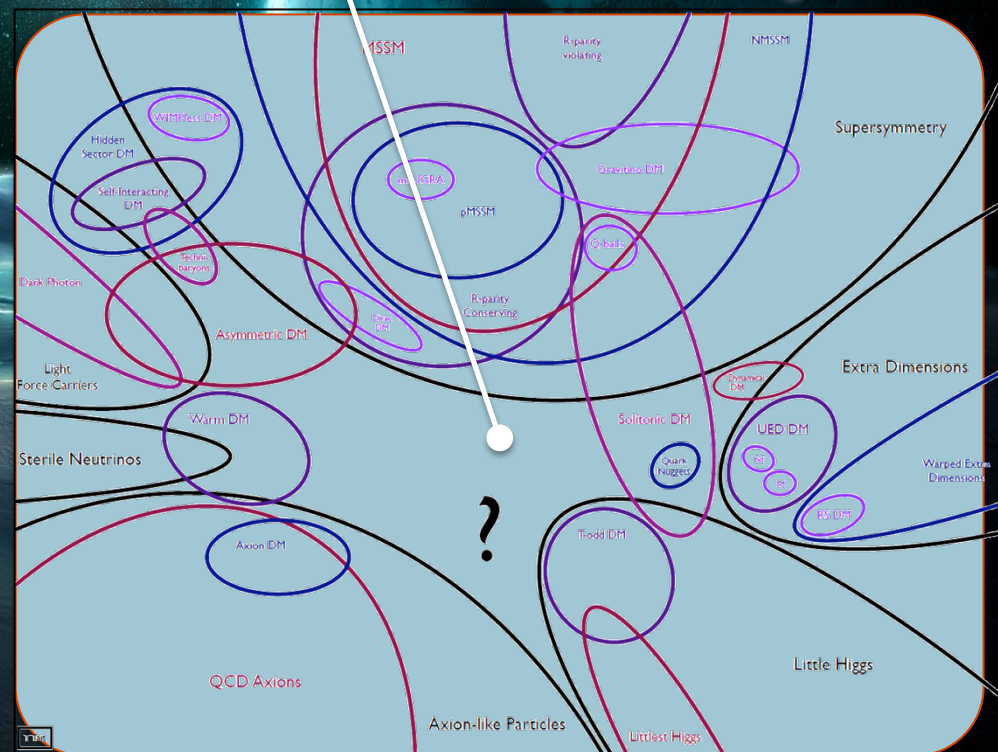 MSSM
R-parity
violating
NMSSM
Supersymmetry
WIMPless DM
Hidden
Sector DM
Self-Interacting
DM
Techni-
baryons
Gravitino DM
pMSSM
Q-balls
R-parity
Conserving
Dark Photon
Asymmetric DM
Dirac
DM
Light
Force Carriers
Extra Dimensions
Dynamical
DM
Warm DM
Solitonic DM
UED DM
Sterile Neutrinos
Quark
Nuggets
Warped Extra
Dimensions
RS DM
?
T-odd DM
Axion DM
QCD Axions
Little Higgs
Axion-like Particles
Littlest Higgs